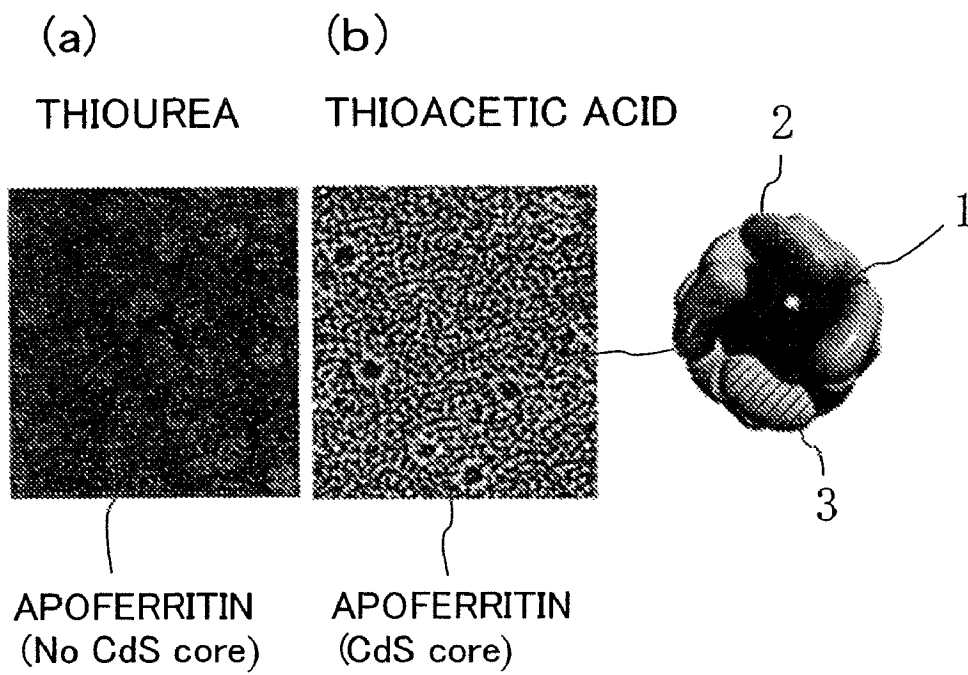 (a)
(b)
THIOUREA
THIOACETIC ACID
2
1
3
APOFERRITIN
(No CdS core)
APOFERRITIN
(CdS core)